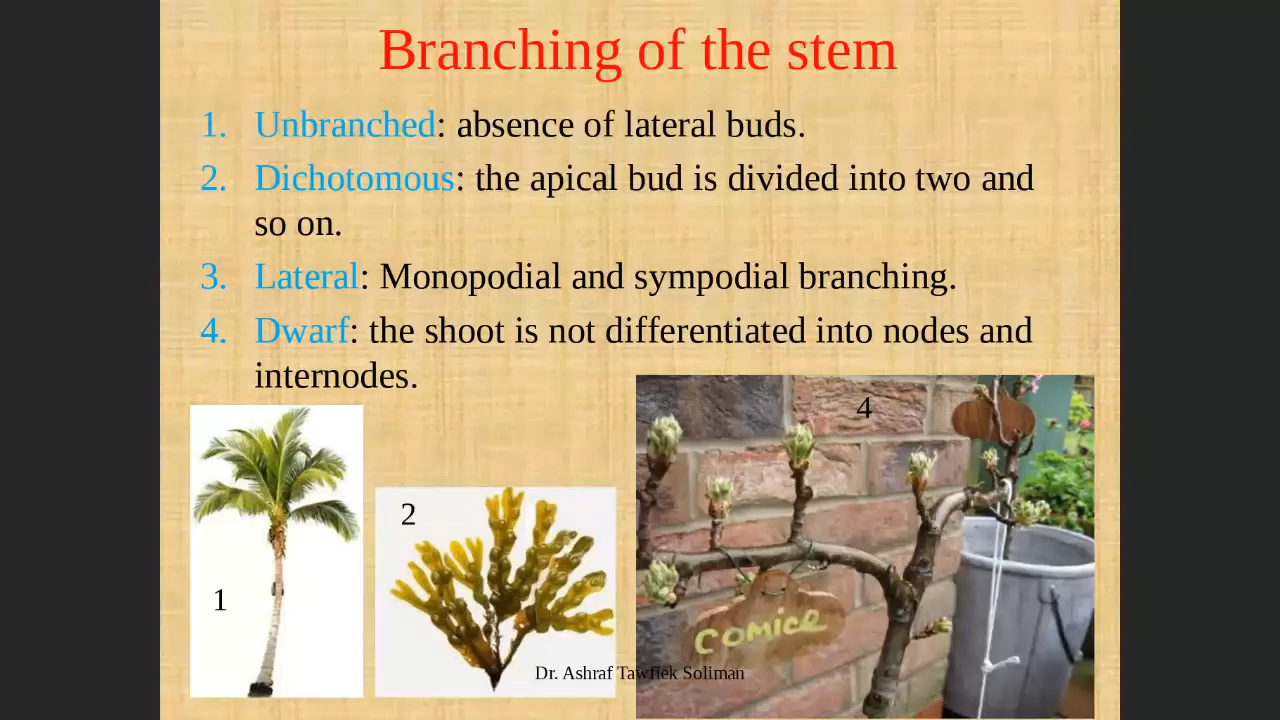 Branching of the stem
1. Unbranched: absence of lateral buds.
2. Dichotomous: the apical bud is divided into two and
so on.
3. Lateral: Monopodial and sympodial branching.
4. Dwarf: the shoot is not differentiated into nodes and
internodes.
4
2
1
comice
Dr. Ashraf Tawfiek Soliman